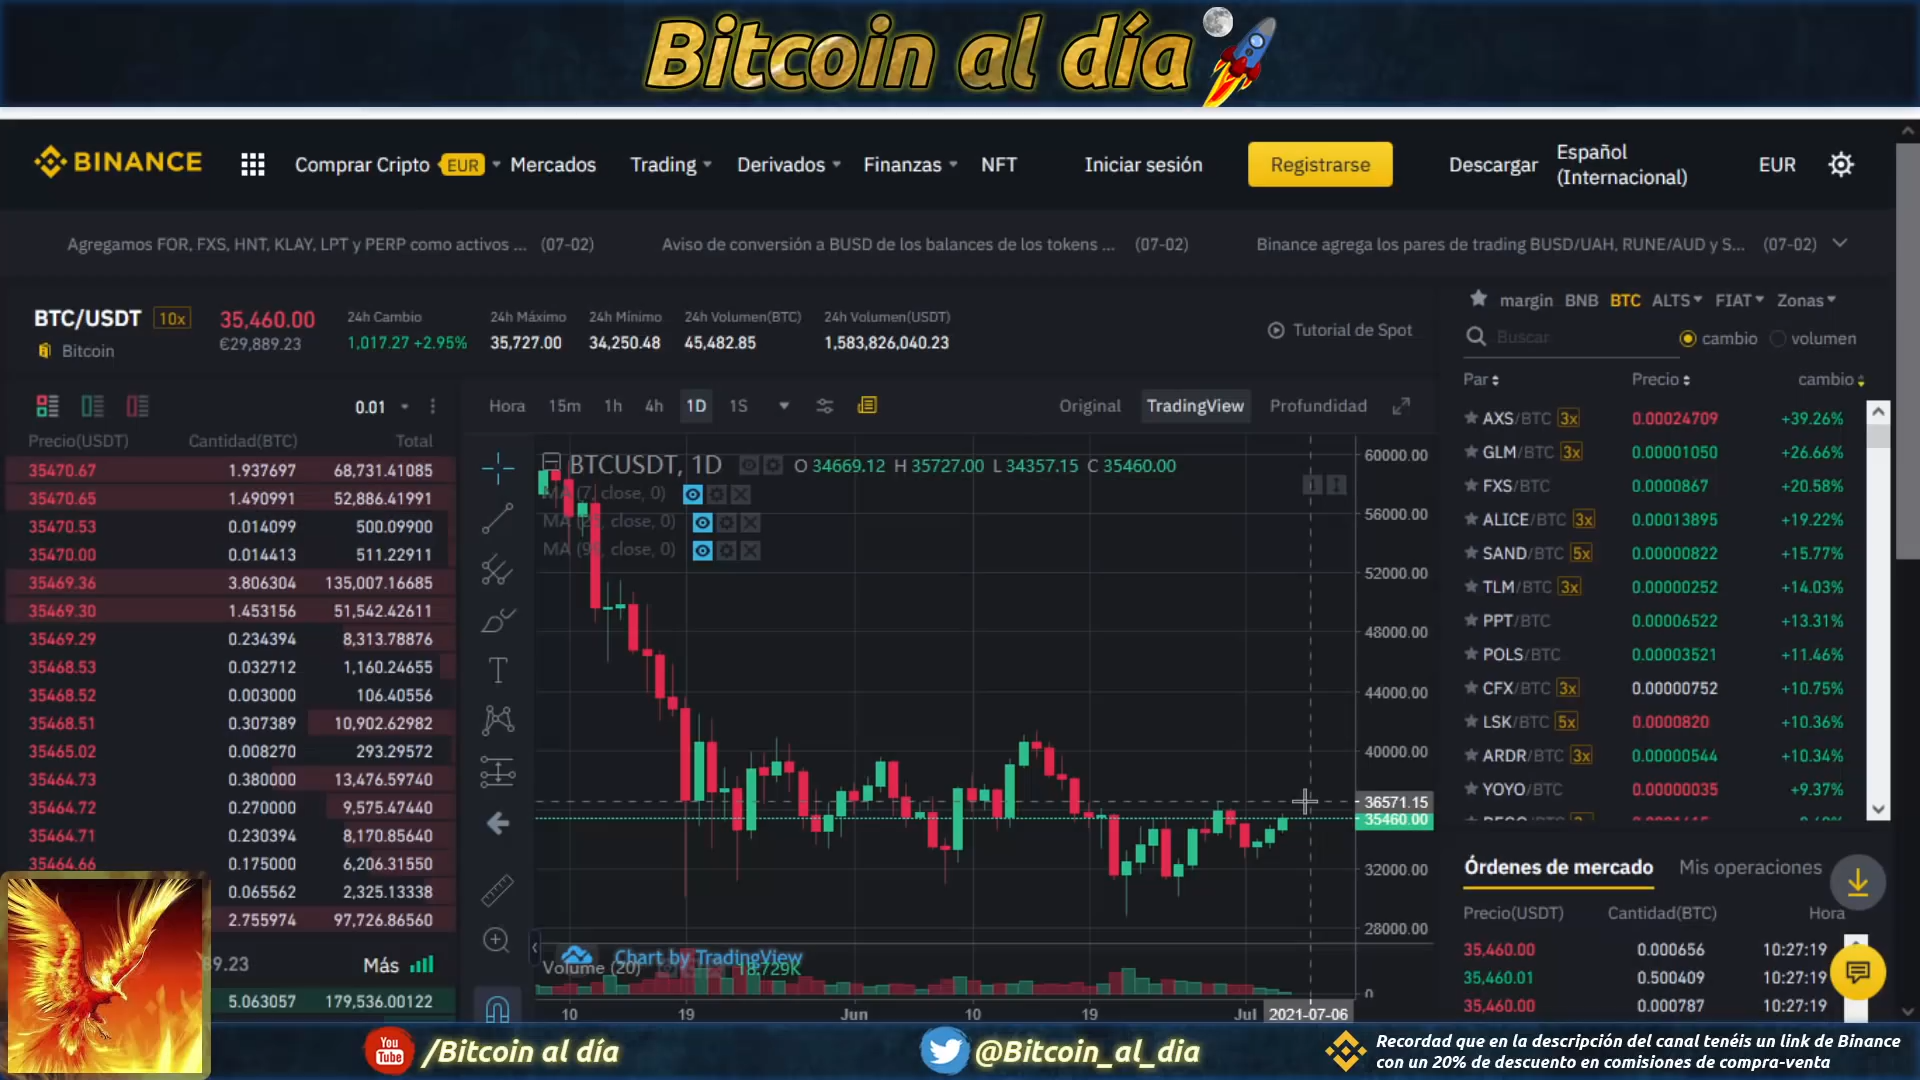 Bitcoin al día
BINANCE
Comprar Cripto EUR Mercados Trading Derivados Finanzas NFT Iniciar sesión Registrarse Descargar Español (Internacional) EUR
Agregamos FOR, FXS, HNT, KLAY, LPT y PERP como activos ... (07-02) Aviso de conversión a BUSD de los balances de los tokens ... (07-02) Binance agrega los pares de trading BUSD/UAH, RUNE/AUD y S... (07-02)
BTC/USDT 10x 35,460.00 €29,889.23
Bitcoin
24h Cambio 24h Máximo 24h Mínimo 24h Volumen(BTC) 24h Volumen(USDT)
1,017.27 +2.95% 35,727.00 34,250.48 45,482.85 1,583,826,040.23
Tutorial de Spot
0.01
Precio(USDT) Cantidad(BTC) Total
35470.67 1.937697 68,731.41085
35470.65 1.490991 52,886.41991
35470.53 0.014099 500.09900
35470.00 0.014413 511.22911
35469.36 3.806304 135,007.16685
35469.30 1.453156 51,542.42611
35469.29 0.234394 8,313.78876
35468.53 0.032712 1,160.24655
35468.52 0.003000 106.40556
35468.51 0.307389 10,902.62982
35465.02 0.008270 293.29572
35464.73 0.380000 13,476.59740
35464.72 0.270000 9,575.47440
35464.71 0.230394 8,170.85640
35464.66 0.175000 6,206.31550
0.065562 2,325.13338
2.755974 97,726.86560
89.23 Más
5.063057 179,536.00122
Hora 15m 1h 4h 1D 1S Original TradingView Profundidad
BTCUSDT, 1D O 34669.12 H 35727.00 L 34357.15 C 35460.00
MA (7, close, 0)
close, 0)
close, 0)
60000.00
56000.00
52000.00
48000.00
44000.00
40000.00
36571.15
35460.00
32000.00
28000.00
0
Chart by TradingView
Volume (20) 18.729K
10 19 Jun 10 19 Jul 2021-07-06
margin BNB BTC ALTS FIAT Zonas
Buscar cambio volumen
Par Precio cambio
AXS/BTC 3x 0.00024709 +39.26%
GLM/BTC 3x 0.00001050 +26.66%
FXS/BTC 0.0000867 +20.58%
ALICE/BTC 3x 0.00013895 +19.22%
SAND/BTC 5x 0.00000822 +15.77%
TLM/BTC 3x 0.00000252 +14.03%
PPT/BTC 0.00006522 +13.31%
POLS/BTC 0.00003521 +11.46%
CFX/BTC 3x 0.00000752 +10.75%
LSK/BTC 5x 0.0000820 +10.36%
ARDR/BTC 3x 0.00000544 +10.34%
YOYO/BTC 0.00000035 +9.37%
Órdenes de mercado Mis operaciones
Precio(USDT) Cantidad(BTC) Hora
35,460.00 0.000656 10:27:19
35,460.01 0.500409 10:27:19
35,460.00 0.000787 10:27:19
You Tube /Bitcoin al día
@Bitcoin_al_dia
Recordad que en la descripción del canal tenéis un link de Binance
con un 20% de descuento en comisiones de compra-venta